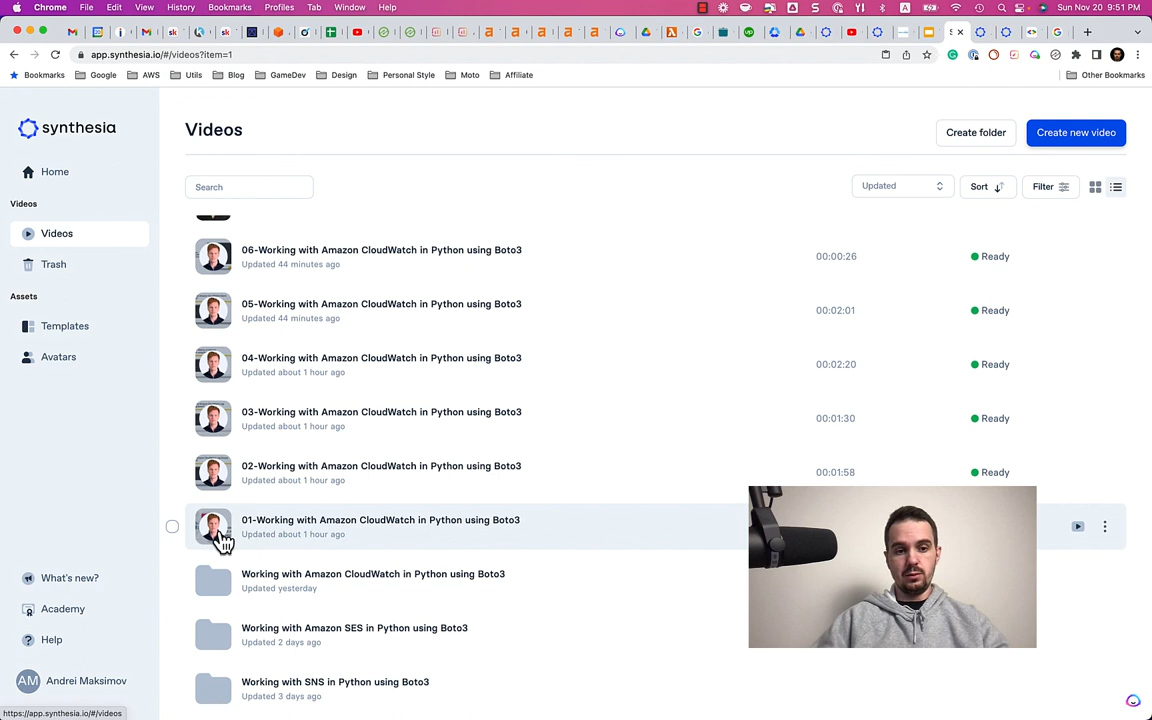 Chrome File Edit View History Bookmarks Profiles Tab Window Help Sun Nov 20 9:51 PM
app.synthesia.io/#/videos?item=1
Bookmarks Google AWS Utils Blog GameDev Design Personal Style Moto Affiliate Other Bookmarks
synthesia
Home
Videos
Videos
Trash
Assets
Templates
Avatars
What's new?
Academy
Help
AM Andrei Maksimov
https://app.synthesia.io/#/videos
Videos
Create folder
Create new video
Search
Updated
Sort
Filter
06-Working with Amazon CloudWatch in Python using Boto3
Updated 44 minutes ago
00:00:26
Ready
05-Working with Amazon CloudWatch in Python using Boto3
Updated 44 minutes ago
00:02:01
Ready
04-Working with Amazon CloudWatch in Python using Boto3
Updated about 1 hour ago
00:02:20
Ready
03-Working with Amazon CloudWatch in Python using Boto3
Updated about 1 hour ago
00:01:30
Ready
02-Working with Amazon CloudWatch in Python using Boto3
Updated about 1 hour ago
00:01:58
Ready
01-Working with Amazon CloudWatch in Python using Boto3
Updated about 1 hour ago
Working with Amazon CloudWatch in Python using Boto3
Updated yesterday
Working with Amazon SES in Python using Boto3
Updated 2 days ago
Working with SNS in Python using Boto3
Updated 3 days ago